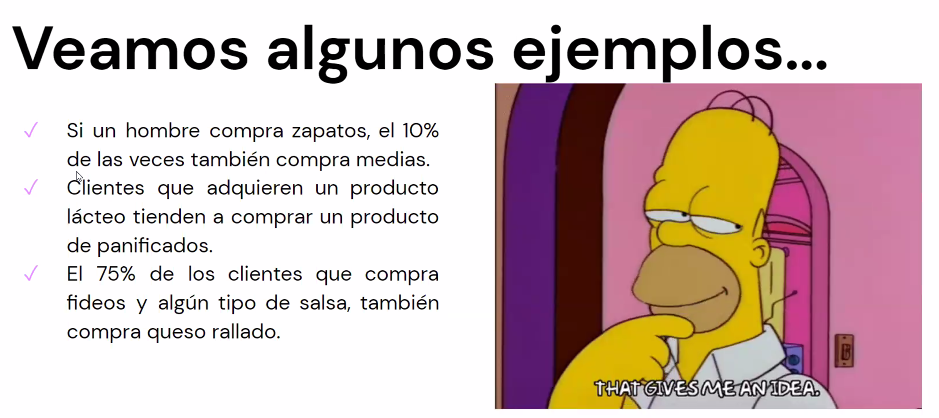 Veamos algunos ejemplos...
✓ Si un hombre compra zapatos, el 10%
de las veces también compra medias.
✓ Clientes que adquieren un producto
lácteo tienden a comprar un producto
de panificados.
✓ El 75% de los clientes que compra
fideos y algún tipo de salsa, también
compra queso rallado.
THAT GIVES ME AN IDEA.